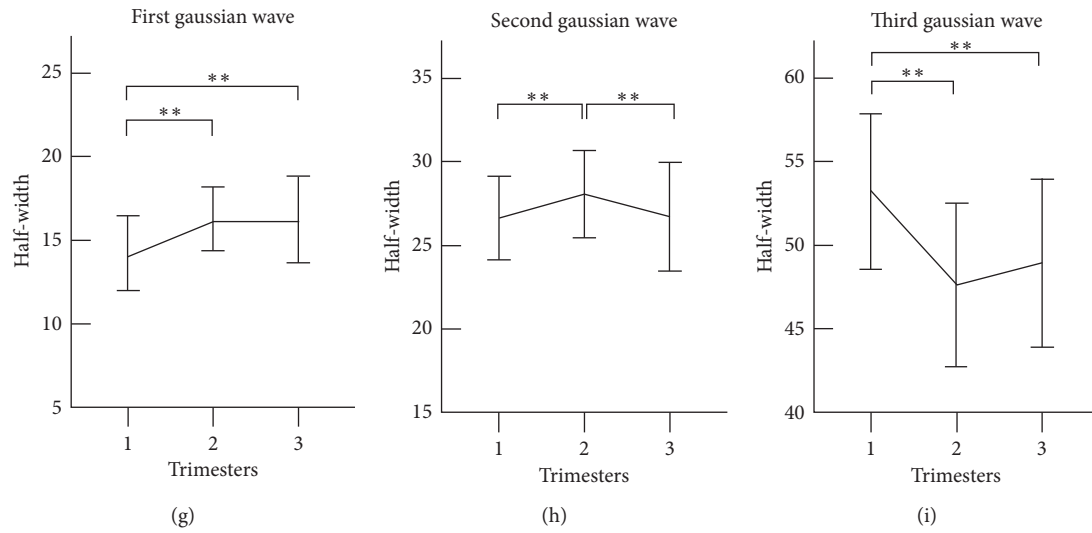 First gaussian wave
25
20
15
10
5
Half-width
**
**
1
2
3
Trimesters
(g)
Second gaussian wave
35
30
25
20
15
Half-width
**
**
1
2
3
Trimesters
(h)
Third gaussian wave
60
55
50
45
40
Half-width
**
**
1
2
3
Trimesters
(i)